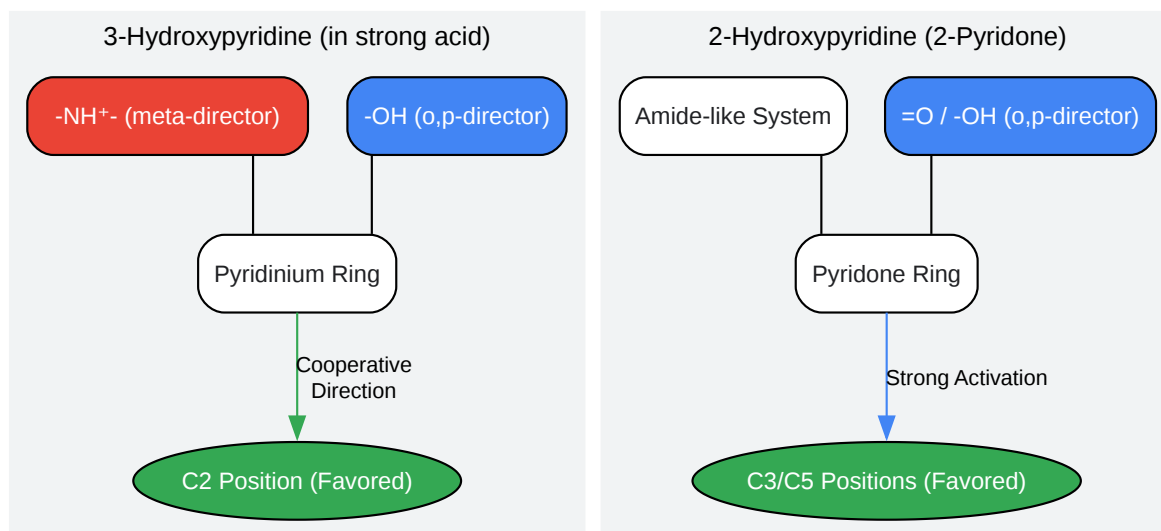 3-Hydroxypyridine (in strong acid)
-NH⁺- (meta-director)
-OH (o,p-director)
Pyridinium Ring
Cooperative
Direction
C2 Position (Favored)
2-Hydroxypyridine (2-Pyridone)
Amide-like System
=O / -OH (o,p-director)
Pyridone Ring
Strong Activation
C3/C5 Positions (Favored)